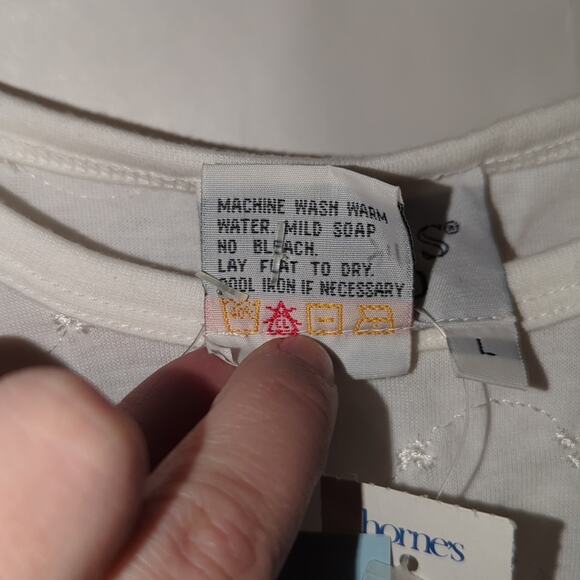 MACHINE WASH WARM
WATER, MILD SOAP
NO BLEACH.
LAY FLAT TO DRY.
COOL IRON IF NECESSARY
L
horne's